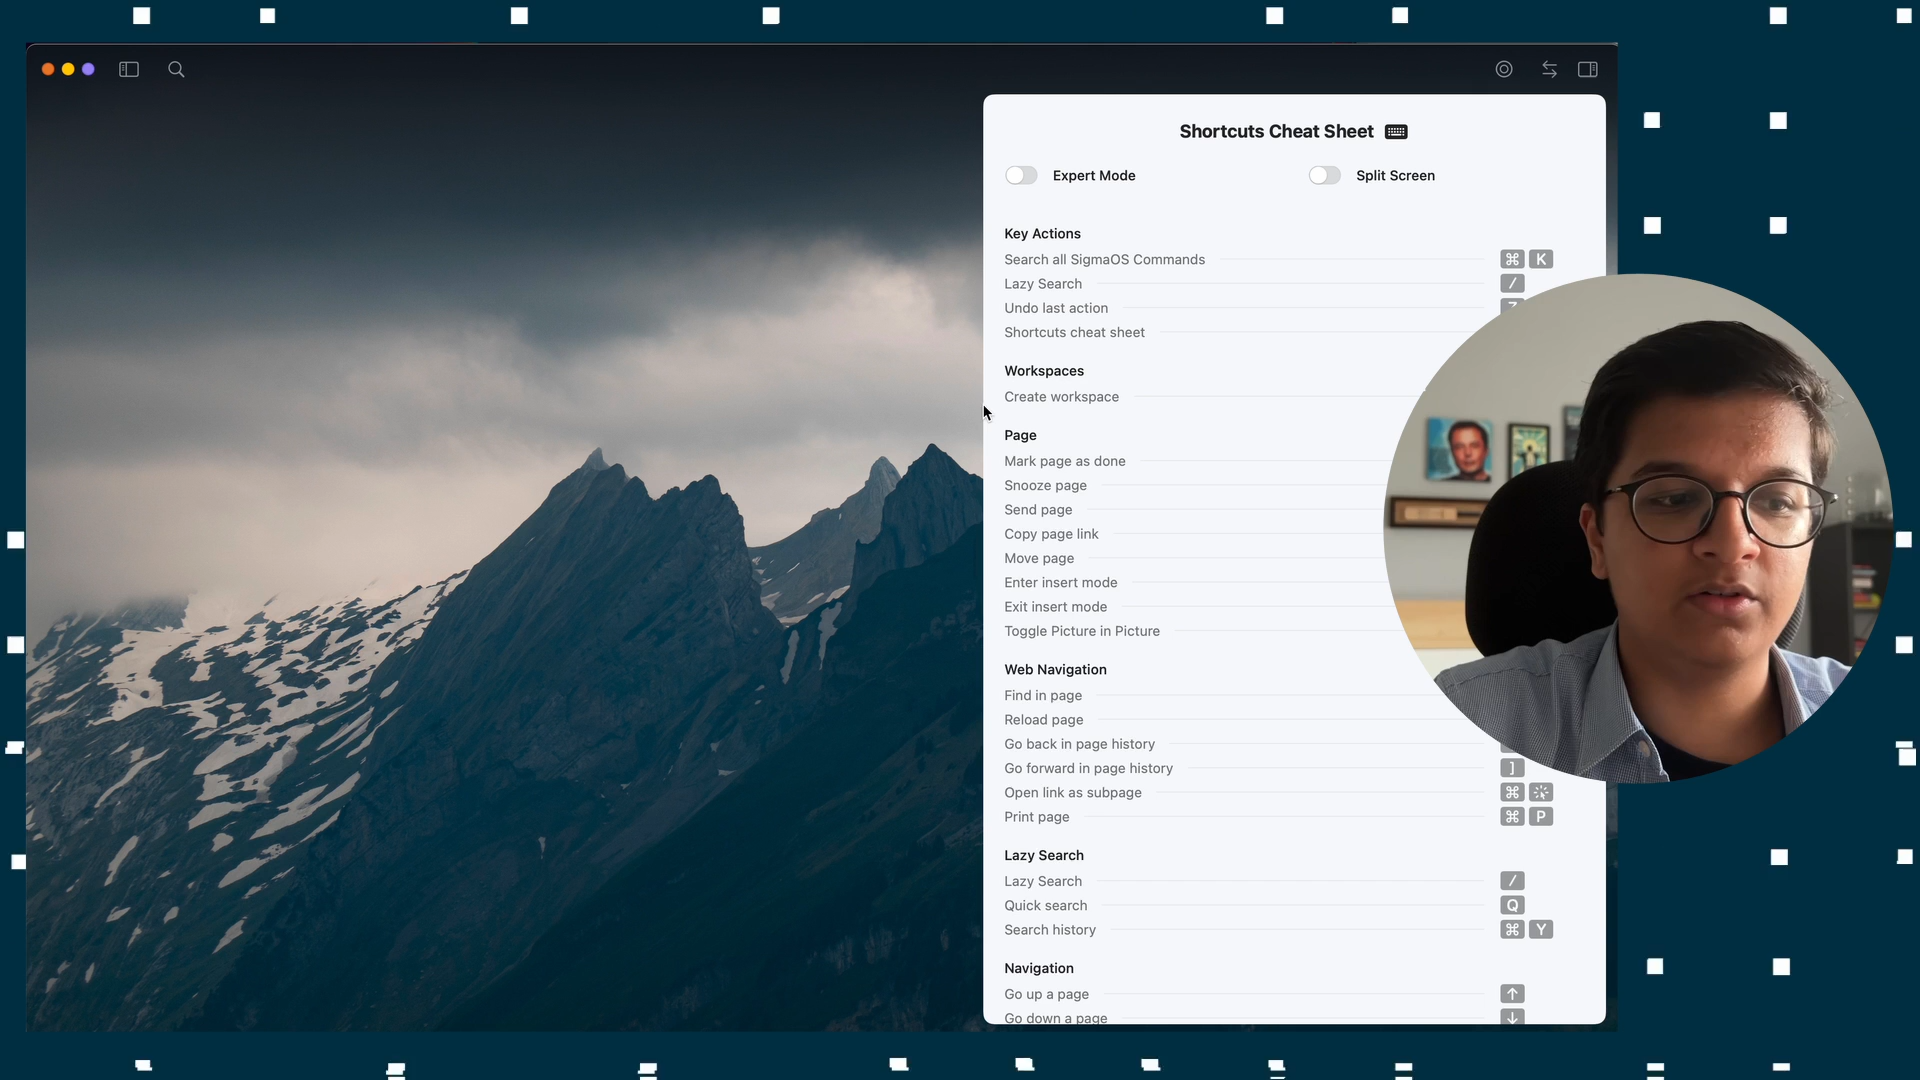 Shortcuts Cheat Sheet
Expert Mode Split Screen
Key Actions
Search all SigmaOS Commands ⌘ K
Lazy Search /
Undo last action
Shortcuts cheat sheet
Workspaces
Create workspace
Page
Mark page as done
Snooze page
Send page
Copy page link
Move page
Enter insert mode
Exit insert mode
Toggle Picture in Picture
Web Navigation
Find in page
Reload page
Go back in page history
Go forward in page history ]
Open link as subpage ⌘
Print page ⌘ P
Lazy Search
Lazy Search /
Quick search Q
Search history ⌘ Y
Navigation
Go up a page ↑
Go down a page ↓